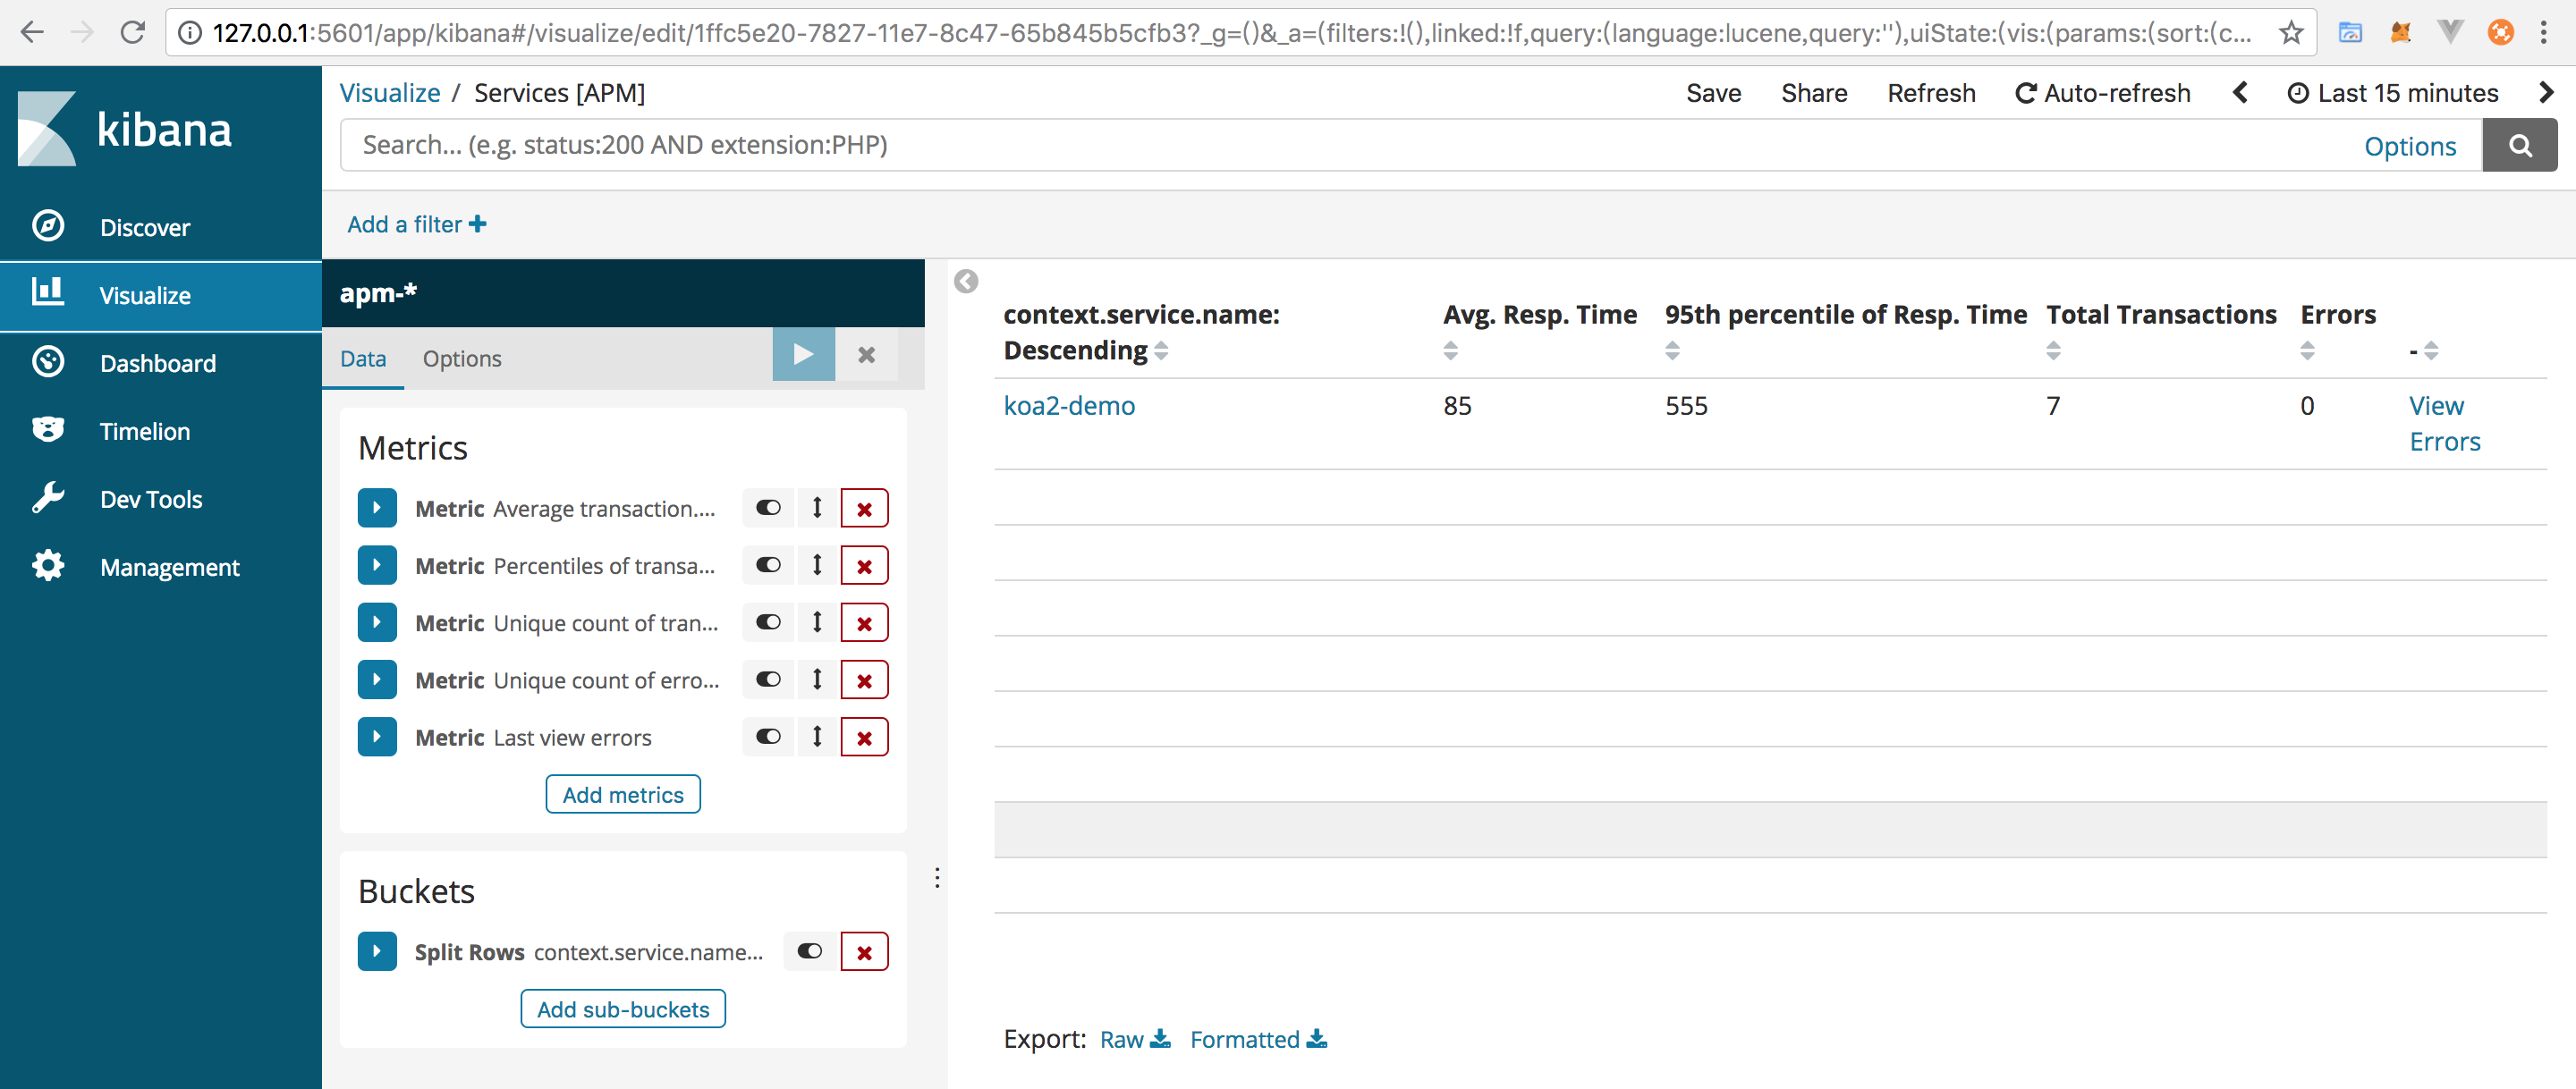 127.0.0.1:5601/app/kibana#/visualize/edit/1ffc5e20-7827-11e7-8c47-65b845b5cfb3?_g=()&_a=(filters:!(),linked:!f,query:(language:lucene,query:''),uiState:(vis:(params:(sort:(c...
kibana
Discover
Visualize
Dashboard
Timelion
Dev Tools
Management
Visualize / Services [APM]
Save Share Refresh Auto-refresh Last 15 minutes
Search... (e.g. status:200 AND extension:PHP) Options
Add a filter
apm-*
Data Options
Metrics
Metric Average transaction....
Metric Percentiles of transa...
Metric Unique count of tran...
Metric Unique count of erro...
Metric Last view errors
Add metrics
Buckets
Split Rows context.service.name...
Add sub-buckets
context.service.name: Avg. Resp. Time 95th percentile of Resp. Time Total Transactions Errors
Descending -
koa2-demo 85 555 7 0 View
Errors
Export: Raw Formatted